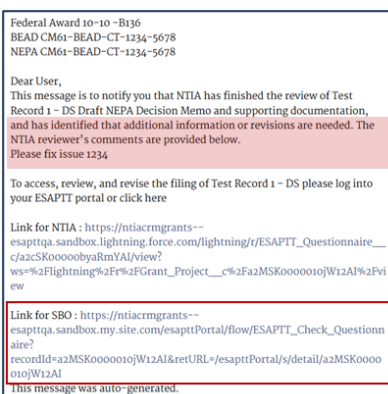 Federal Award 10-10 -B136
BEAD CM61-BEAD-CT-1234-5678
NEPA CM61-BEAD-CT-1234-5678
Dear User,
This message is to notify you that NTIA has finished the review of Test
Record 1 - DS Draft NEPA Decision Memo and supporting documentation,
and has identified that additional information or revisions are needed. The
NTIA reviewer's comments are provided below.
Please fix issue 1234
To access, review, and revise the filing of Test Record 1 - DS please log into
your ESAPTT portal or click here
Link for NTIA : https://ntiacrmgrants--
esapttqa.sandbox.lightning.force.com/lightning/r/ESAPTT_Questionnaire__
c/a2cSK00000byaRmYAI/view?
ws=%2Flightning%2Fr%2FGrant_Project__c%2Fa2MSK0000010jW12AI%2Fvi
ew
Link for SBO : https://ntiacrmgrants--
esapttqa.sandbox.my.site.com/esapttPortal/flow/ESAPTT_Check_Questionn
aire?
recordId=a2MSK0000010jW12AI&retURL=/esapttPortal/s/detail/a2MSK0000
010jW12AI
This message was auto-generated.